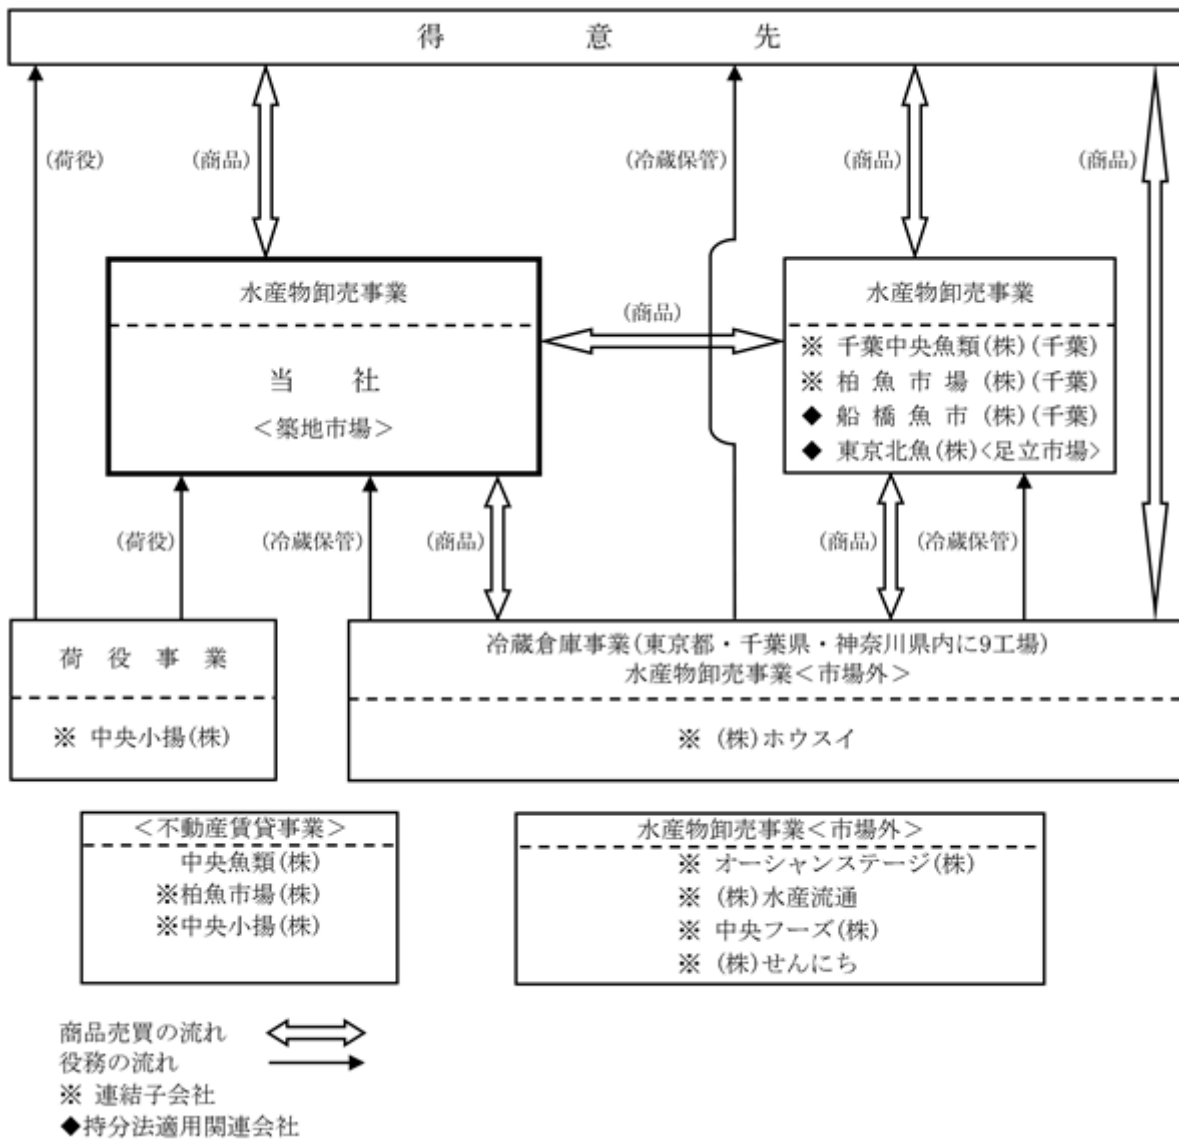 得意先
(荷役)
(商品)
(冷蔵保管)
(商品)
(商品)
水産物卸売事業
当社
＜築地市場＞
(商品)
水産物卸売事業
※ 千葉中央魚類(株)(千葉)
※ 柏魚市場(株)(千葉)
◆ 船橋魚市(株)(千葉)
◆ 東京北魚(株)<足立市場>
(荷役)
(冷蔵保管)
(商品)
(商品)
(冷蔵保管)
荷役事業
※ 中央小揚(株)
冷蔵倉庫事業(東京都・千葉県・神奈川県内に9工場)
水産物卸売事業＜市場外＞
※ (株)ホウスイ
＜不動産賃貸事業＞
中央魚類(株)
※柏魚市場(株)
※中央小揚(株)
水産物卸売事業＜市場外＞
※ オーシャンステージ(株)
※ (株)水産流通
※ 中央フーズ(株)
※ (株)せんにち
商品売買の流れ
役務の流れ
※ 連結子会社
◆持分法適用関連会社